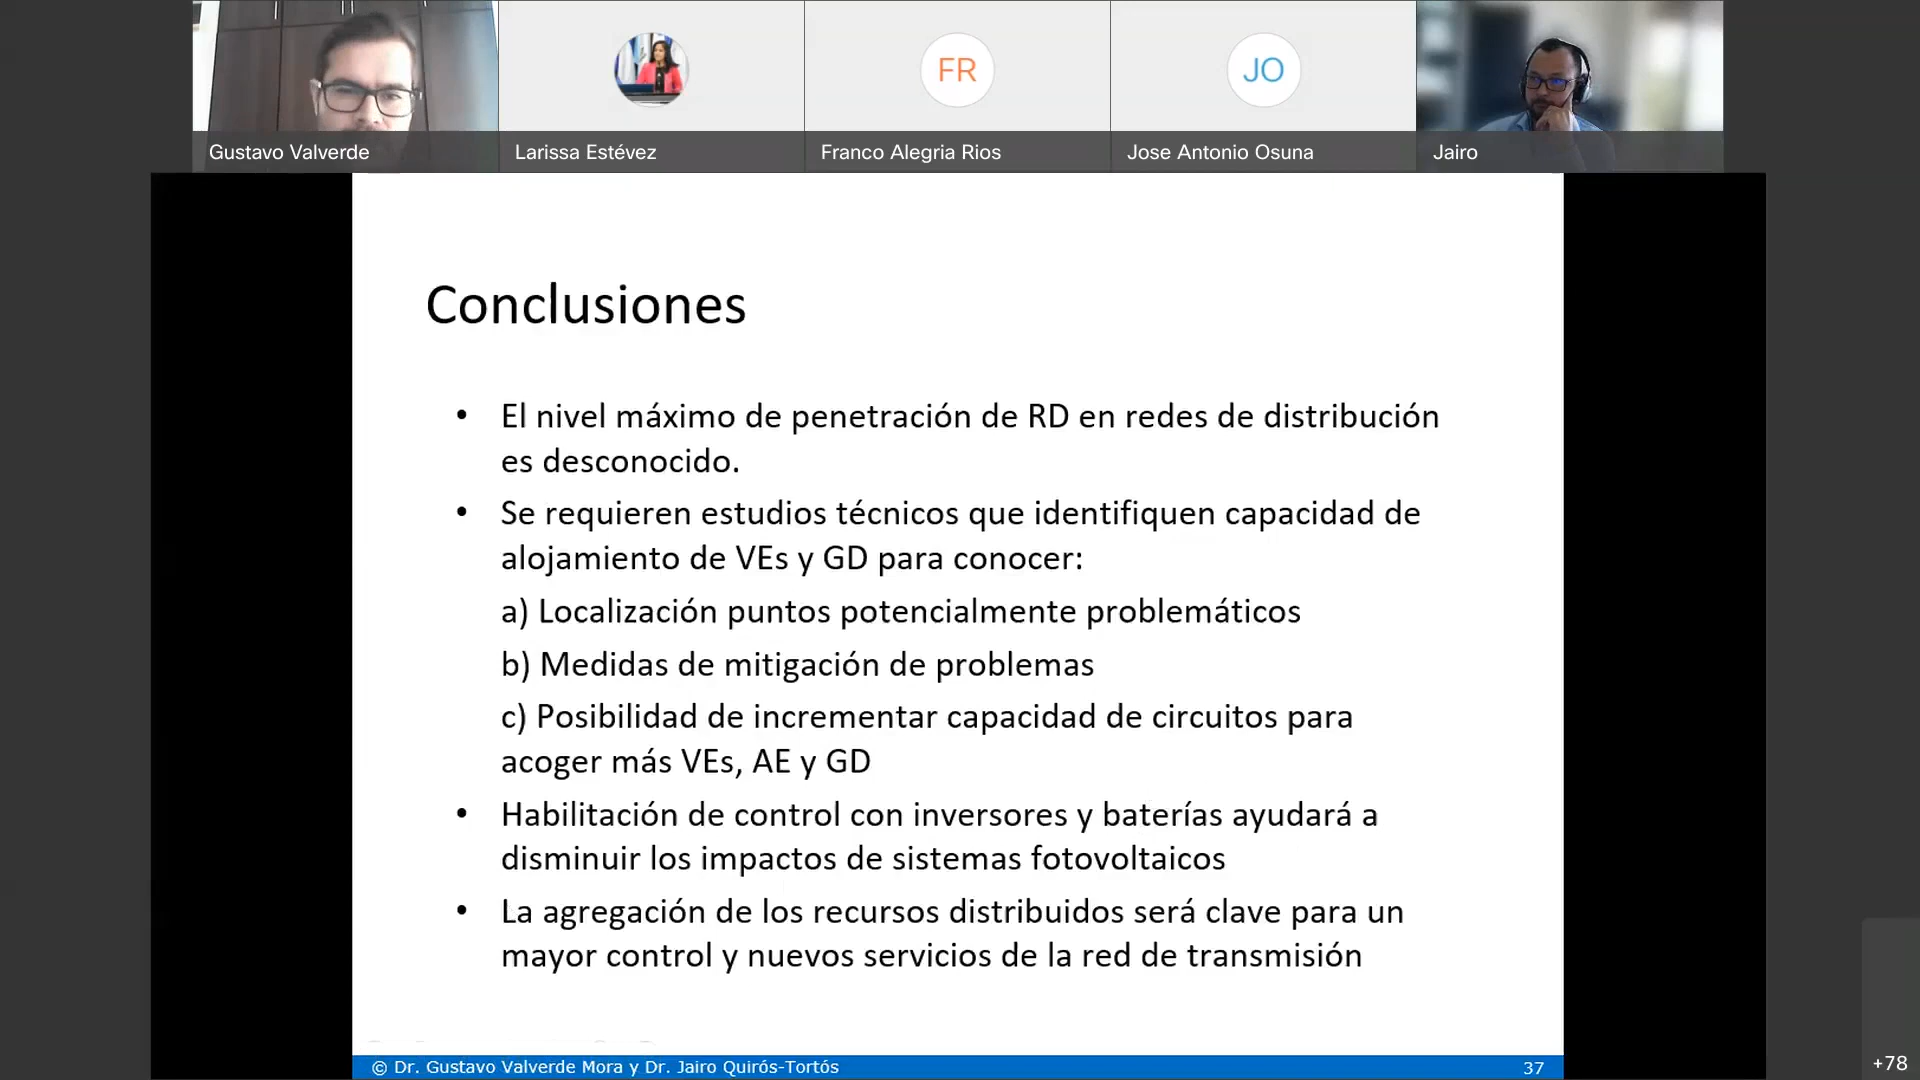 FR
JO
Gustavo Valverde
Larissa Estévez
Franco Alegria Rios
Jose Antonio Osuna
Jairo
Conclusiones
• El nivel máximo de penetración de RD en redes de distribución
es desconocido.
• Se requieren estudios técnicos que identifiquen capacidad de
alojamiento de VEs y GD para conocer:
a) Localización puntos potencialmente problemáticos
b) Medidas de mitigación de problemas
c) Posibilidad de incrementar capacidad de circuitos para
acoger más VEs, AE y GD
• Habilitación de control con inversores y baterías ayudará a
disminuir los impactos de sistemas fotovoltaicos
• La agregación de los recursos distribuidos será clave para un
mayor control y nuevos servicios de la red de transmisión
© Dr. Gustavo Valverde Mora y Dr. Jairo Quirós-Tortós
37
+78